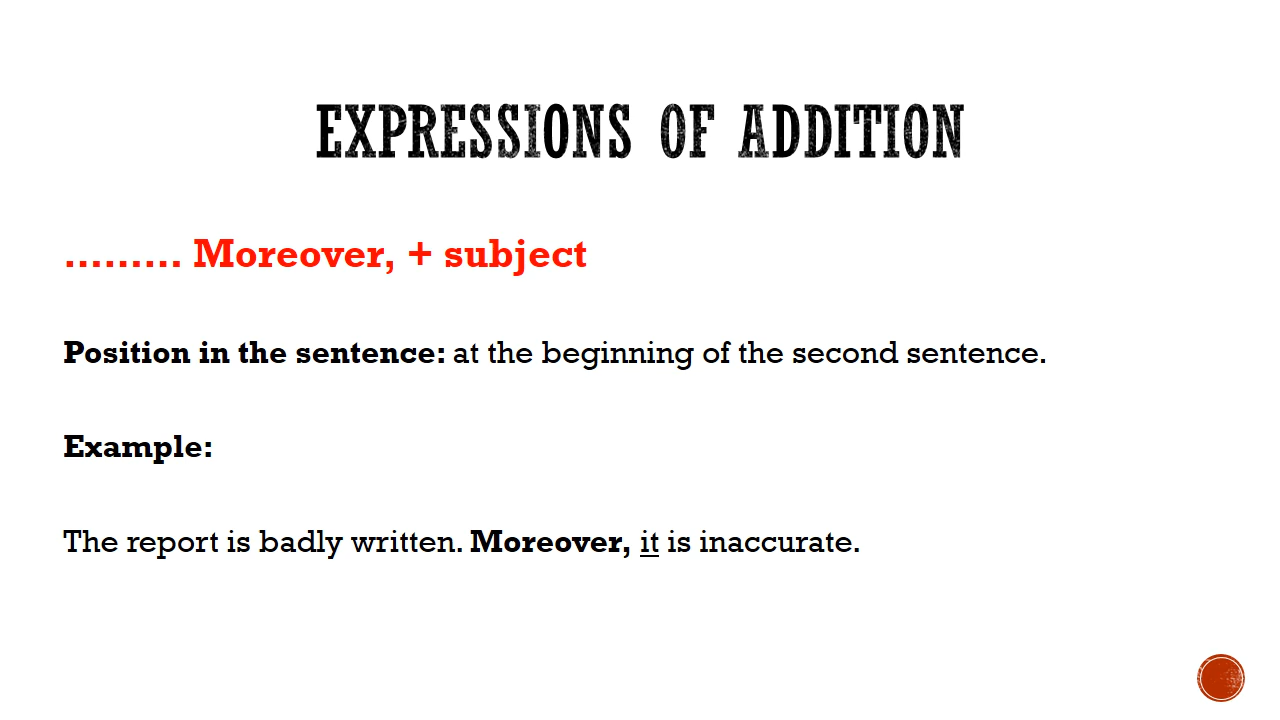 EXPRESSIONS OF ADDITION
......... Moreover, + subject
Position in the sentence: at the beginning of the second sentence.
Example:
The report is badly written. Moreover, it is inaccurate.